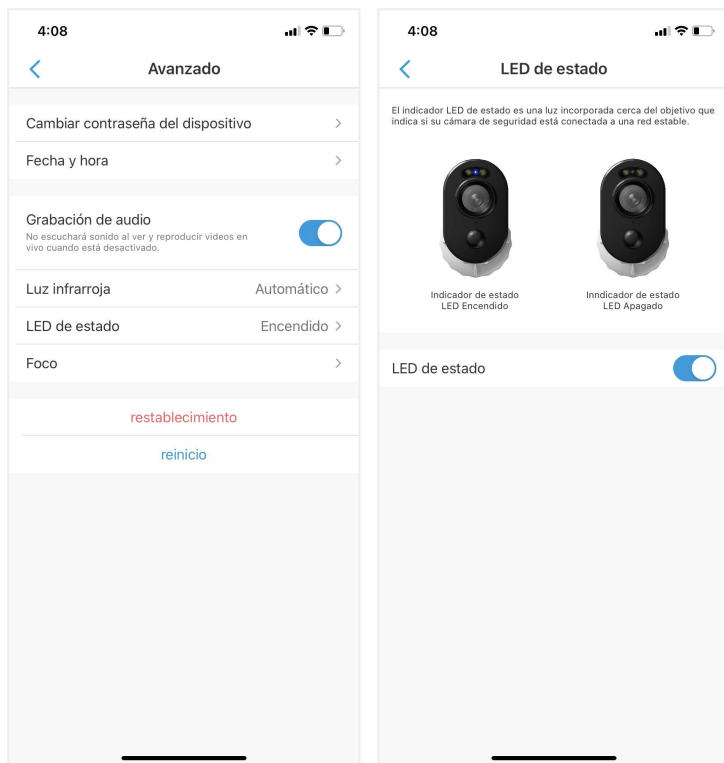 4:08
Avanzado
Cambiar contraseña del dispositivo
Fecha y hora
Grabación de audio
No escuchará sonido al ver y reproducir videos en
vivo cuando está desactivado.
Luz infrarroja Automático
LED de estado Encendido
Foco
restablecimiento
reinicio
4:08
LED de estado
El indicador LED de estado es una luz incorporada cerca del objetivo que
indica si su cámara de seguridad está conectada a una red estable.
Indicador de estado
LED Encendido
Inndicador de estado
LED Apagado
LED de estado